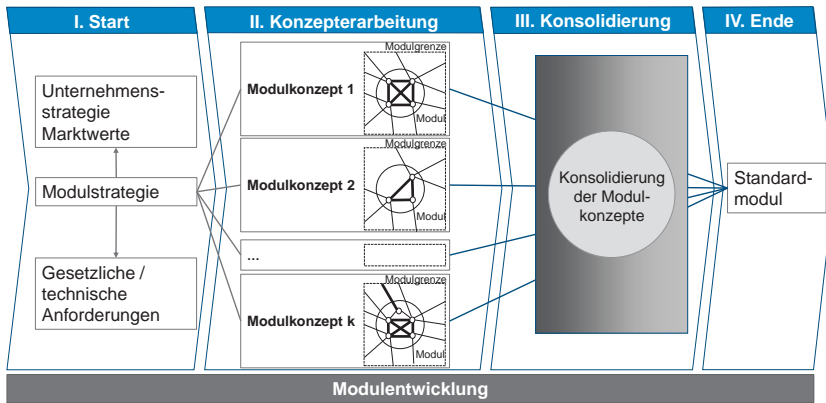 I. Start
II. Konzepterarbeitung
III. Konsolidierung
IV. Ende
Unternehmens-
strategie
Marktwerte
Modulstrategie
Gesetzliche /
technische
Anforderungen
Modulgrenze
Modulkonzept 1
Modul
Modulgrenze
Modulkonzept 2
Modul
...
Modulgrenze
Modulkonzept k
Modul
Konsolidierung
der Modul-
konzepte
Standard-
modul
Modulentwicklung